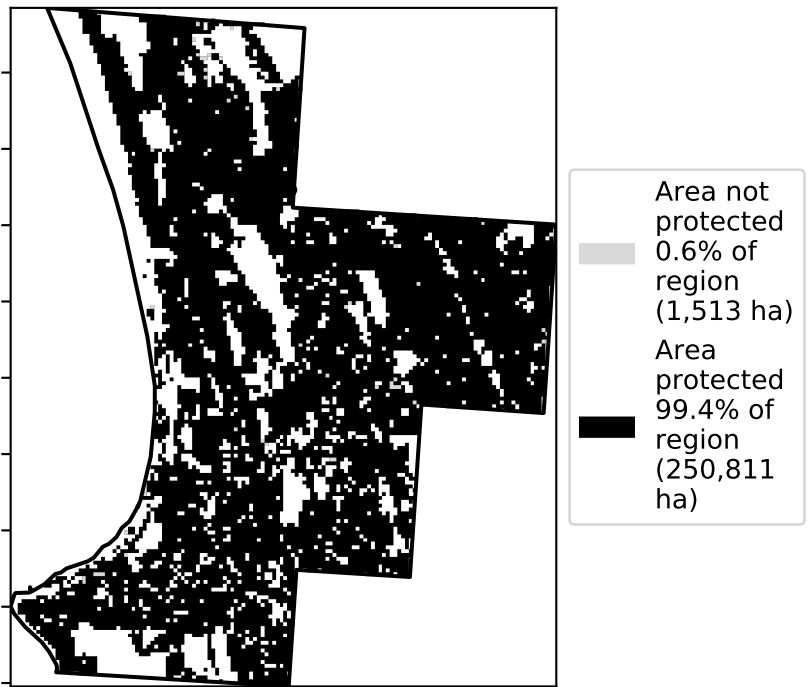 Area not
protected
0.6% of
region
(1,513 ha)
Area
protected
99.4% of
region
(250,811
ha)